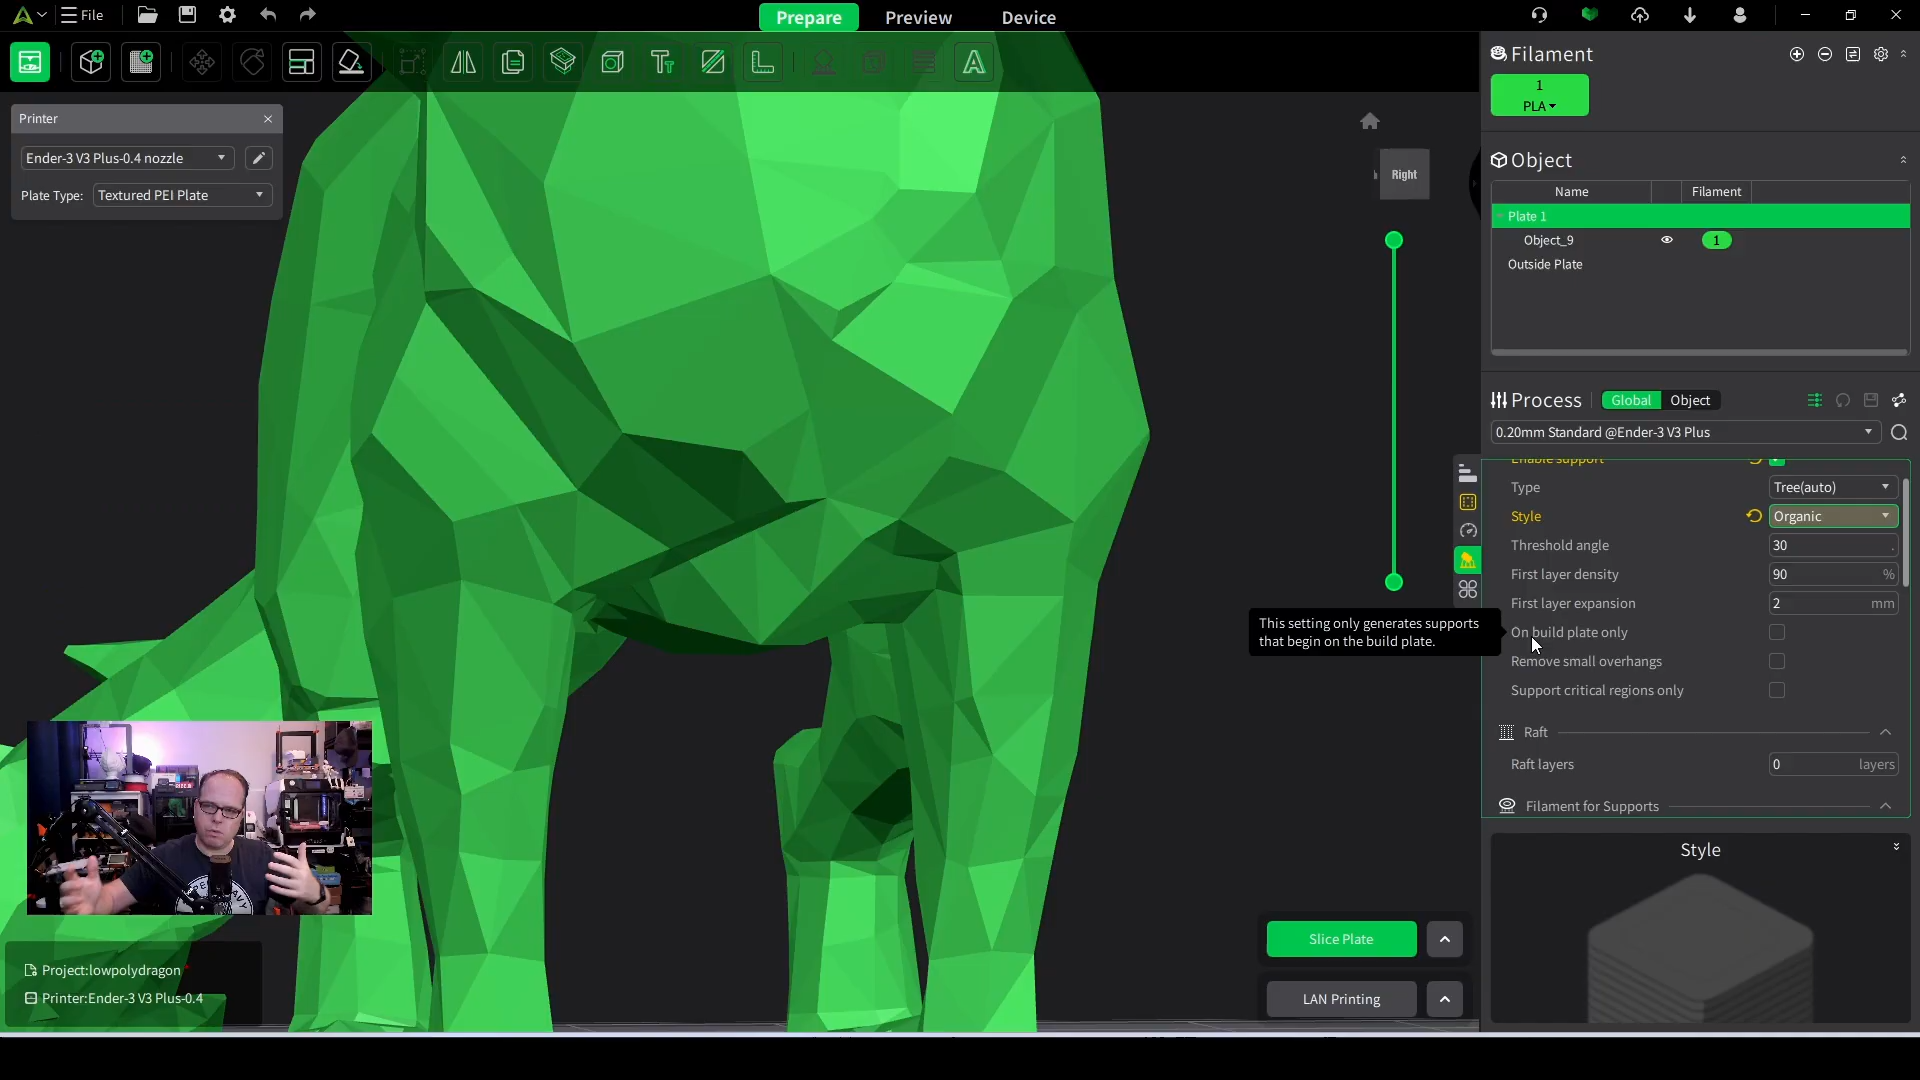 File
Prepare
Preview
Device
Printer
Ender-3 V3 Plus-0.4 nozzle
Plate Type:
Textured PEI Plate
Right
Filament
1
PLA
Object
Name
Filament
Plate 1
Object_9
1
Outside Plate
Process
Global
Object
0.20mm Standard @Ender-3 V3 Plus
Enable support
Type
Tree(auto)
Style
Organic
Threshold angle
30
First layer density
90 %
First layer expansion
2 mm
This setting only generates supports
that begin on the build plate.
On build plate only
Remove small overhangs
Support critical regions only
Raft
Raft layers
0 layers
Filament for Supports
Style
Slice Plate
LAN Printing
Project:lowpolydragon
Printer:Ender-3 V3 Plus-0.4